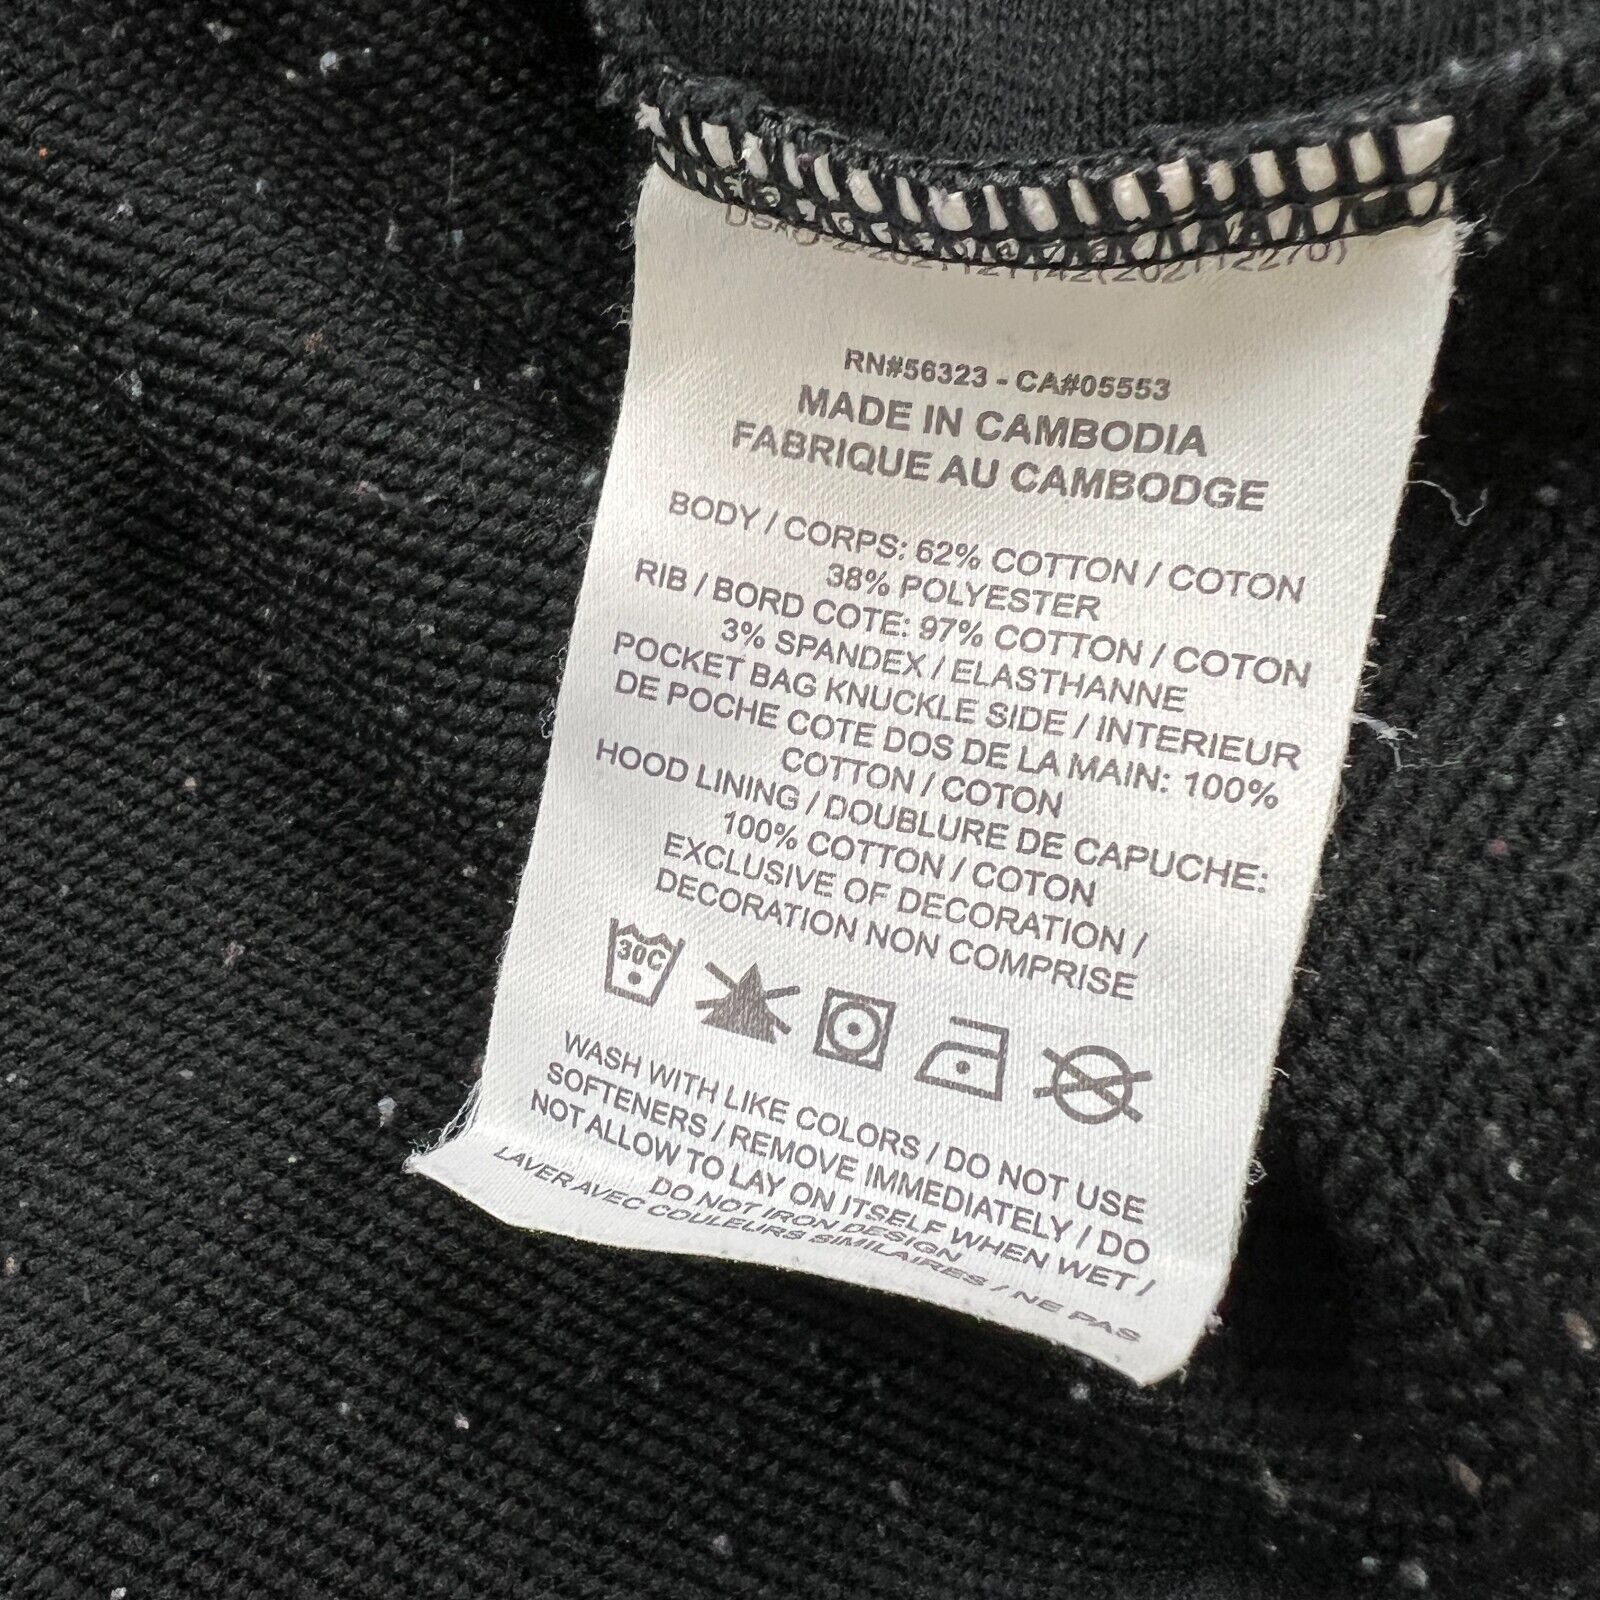 RN#56323 - CA#05553
MADE IN CAMBODIA
FABRIQUE AU CAMBODGE
BODY / CORPS: 62% COTTON / COTON
38% POLYESTER
RIB / BORD COTE: 97% COTTON / COTON
3% SPANDEX / ELASTHANNE
POCKET BAG KNUCKLE SIDE / INTERIEUR
DE POCHE COTE DOS DE LA MAIN: 100%
COTTON / COTON
HOOD LINING / DOUBLURE DE CAPUCHE:
100% COTTON / COTON
EXCLUSIVE OF DECORATION /
DECORATION NON COMPRISE
30C
WASH WITH LIKE COLORS / DO NOT USE
SOFTENERS / REMOVE IMMEDIATELY / DO
NOT ALLOW TO LAY ON ITSELF WHEN WET /
DO NOT IRON DESIGN
LAVER AVEC COULEURS SIMILAIRES / NE PAS